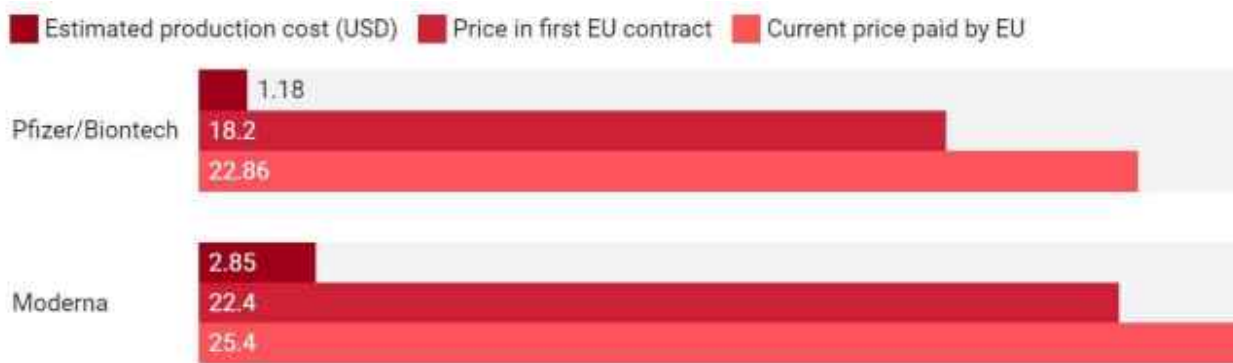 Estimated production cost (USD) Price in first EU contract Current price paid by EU
1.18
Pfizer/Biontech 18.2
22.86
2.85
Moderna 22.4
25.4